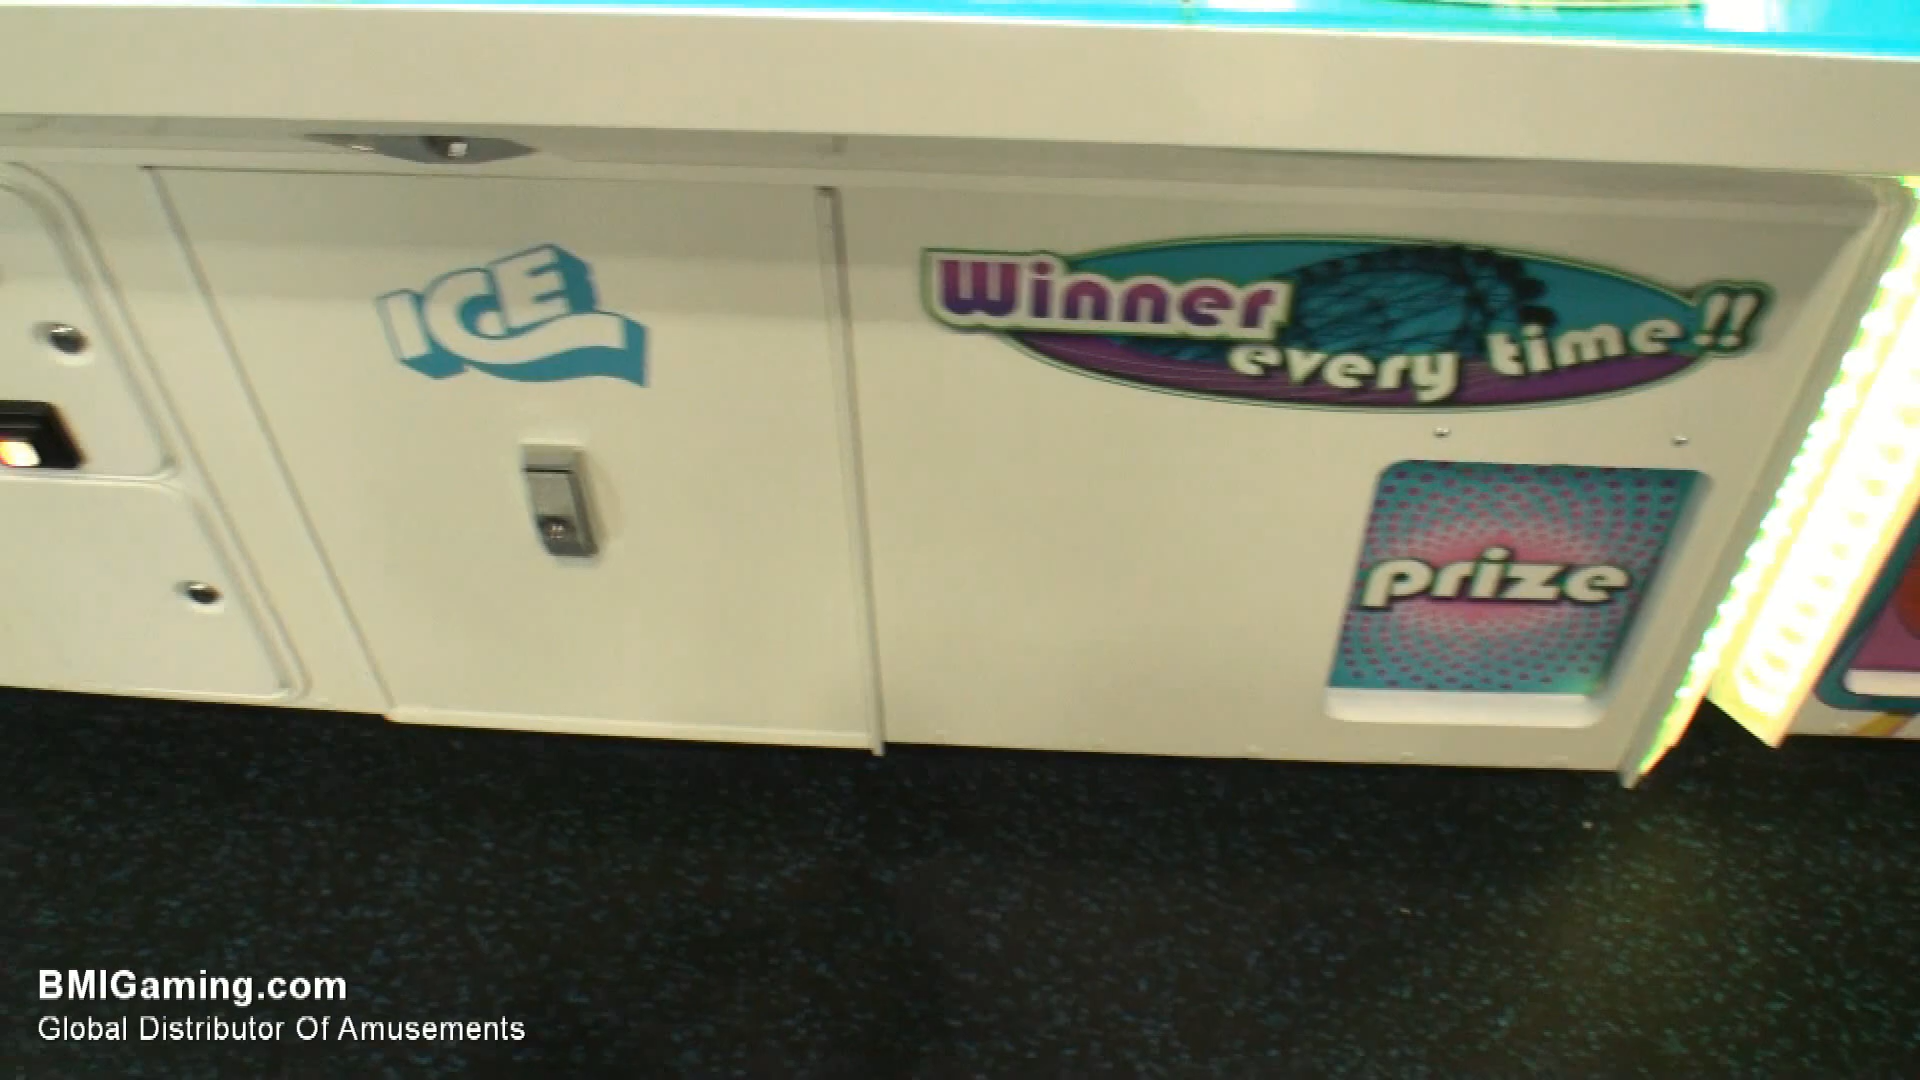 ICE
Winner
every time!!
prize
BMIGaming.com
Global Distributor Of Amusements